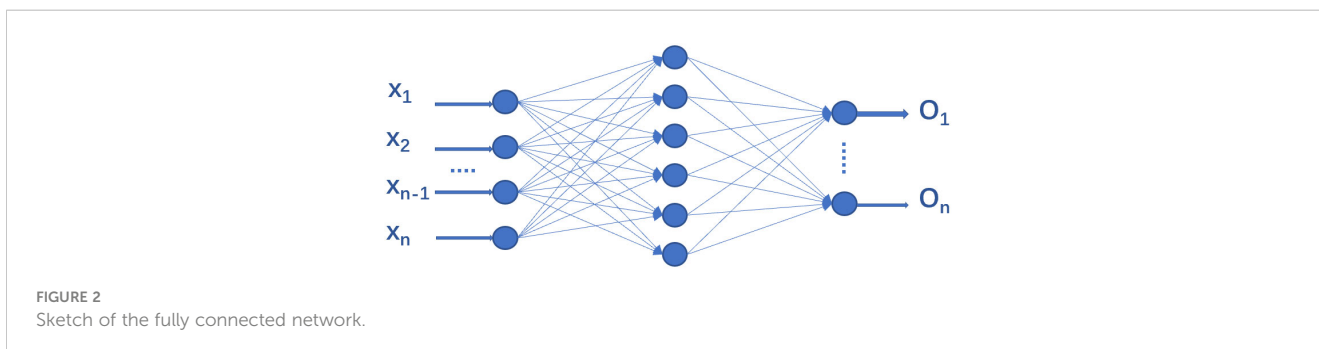 x1
x2
....
xn-1
xn
O1
On
FIGURE 2
Sketch of the fully connected network.